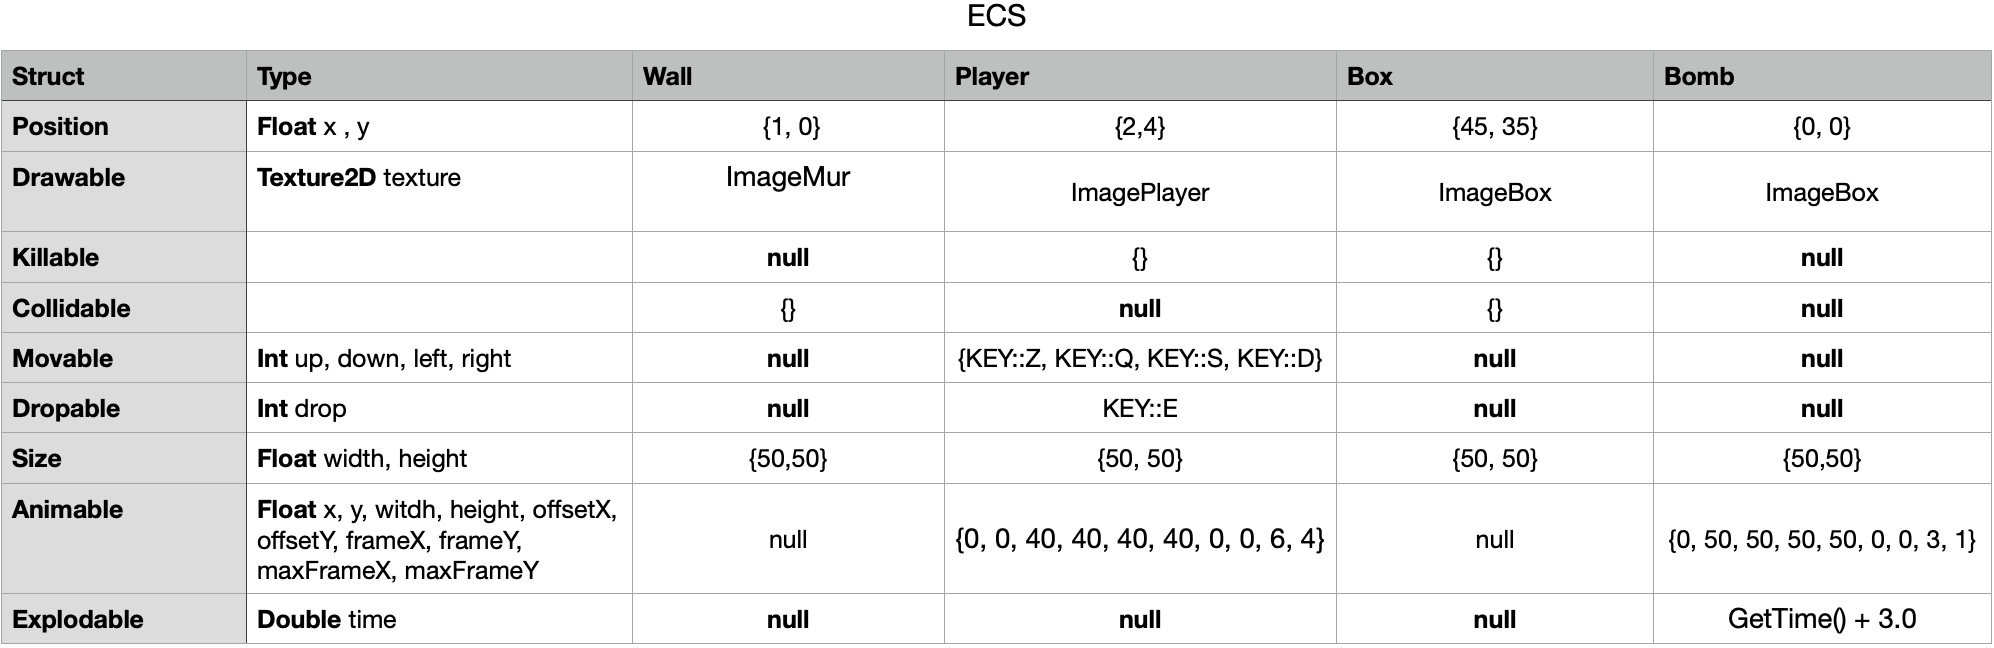 ECS
Struct Type Wall Player Box Bomb
Position Float x , y {1, 0} {2,4} {45, 35} {0, 0}
Drawable Texture2D texture ImageMur ImagePlayer ImageBox ImageBox
Killable null {} {} null
Collidable {} null {} null
Movable Int up, down, left, right null {KEY::Z, KEY::Q, KEY::S, KEY::D} null null
Dropable Int drop null KEY::E null null
Size Float width, height {50,50} {50, 50} {50, 50} {50,50}
Animable Float x, y, witdh, height, offsetX,
offsetY, frameX, frameY, null {0, 0, 40, 40, 40, 40, 0, 0, 6, 4} null {0, 50, 50, 50, 50, 0, 0, 3, 1}
maxFrameX, maxFrameY
Explodable Double time null null null GetTime() + 3.0